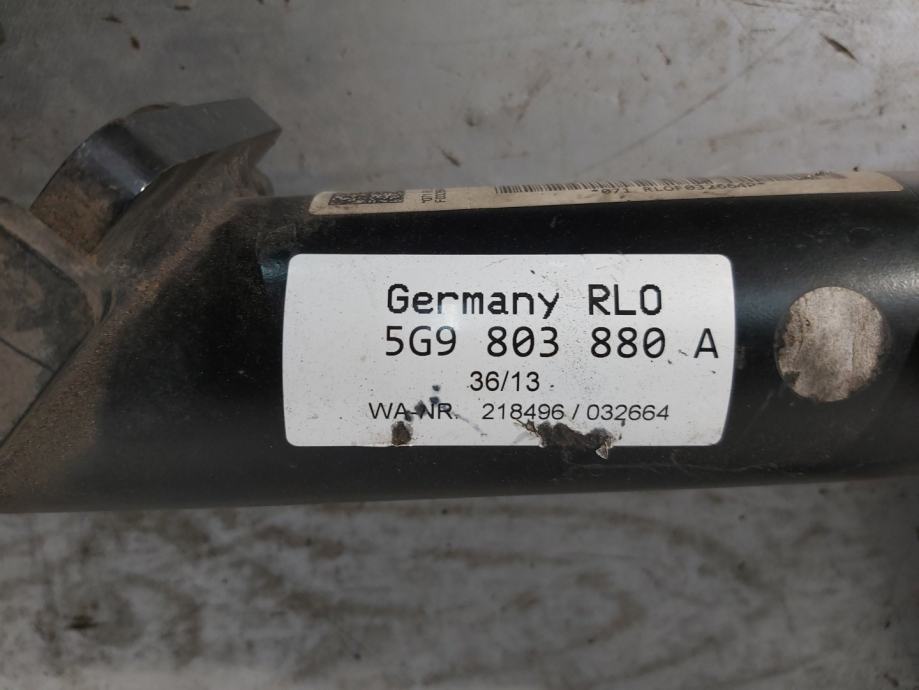 Germany RLO
5G9 803 880 A
36/13
WA-NR. 218496 / 032664